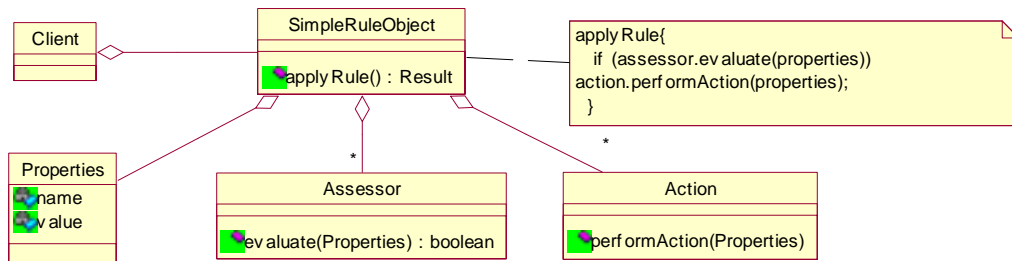 Client
SimpleRuleObject
applyRule() : Result
applyRule{
if (assessor.evaluate(properties))
action.performAction(properties);
}
*
*
Properties
name
value
Assessor
evaluate(Properties) : boolean
Action
performAction(Properties)